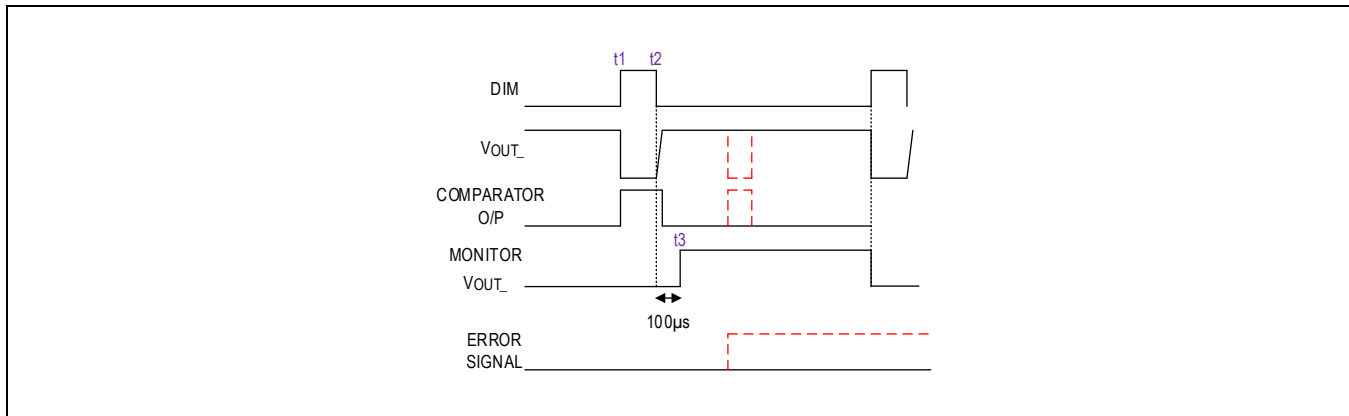 t1 t2
DIM
VOUT_
COMPARATOR
O/P
t3
MONITOR
VOUT_
100µs
ERROR
SIGNAL